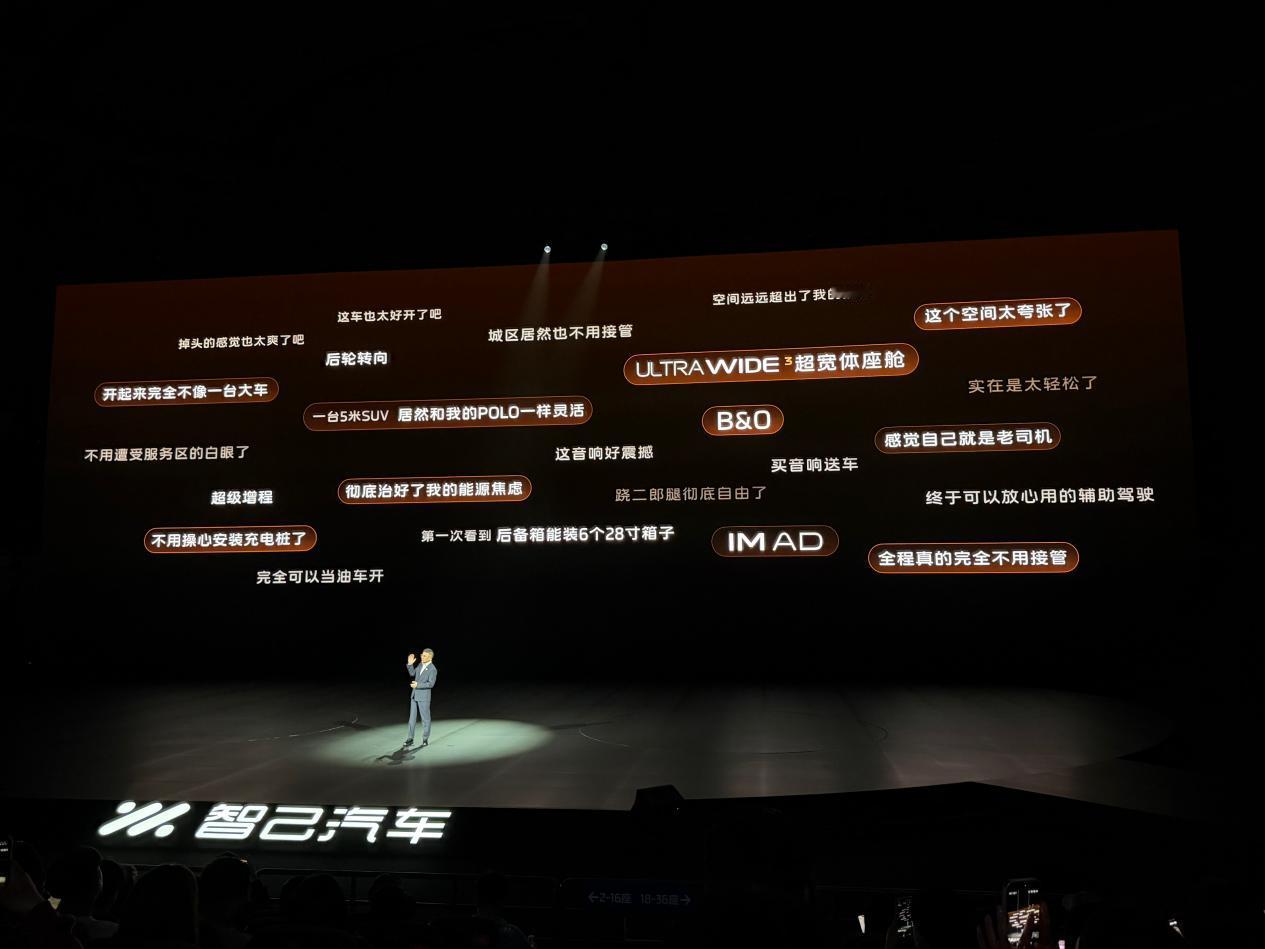 空间远远超出了我的
这车也太好开了吧
这个空间太夸张了
掉头的感觉也太爽了吧
城区居然也不用接管
后轮转向
ULTRAWIDE³超宽体座舱
开起来完全不像一台大车
实在是太轻松了
一台5米SUV 居然和我的POLO一样灵活
B&O
感觉自己就是老司机
不用遭受服务区的白眼了
这音响好震撼
买音响送车
超级增程
彻底治好了我的能源焦虑
跷二郎腿彻底自由了
终于可以放心用的辅助驾驶
不用操心安装充电桩了
第一次看到 后备箱能装6个28寸箱子
IM AD
全程真的完全不用接管
完全可以当油车开
智己汽车
←2-16座 18-36座→